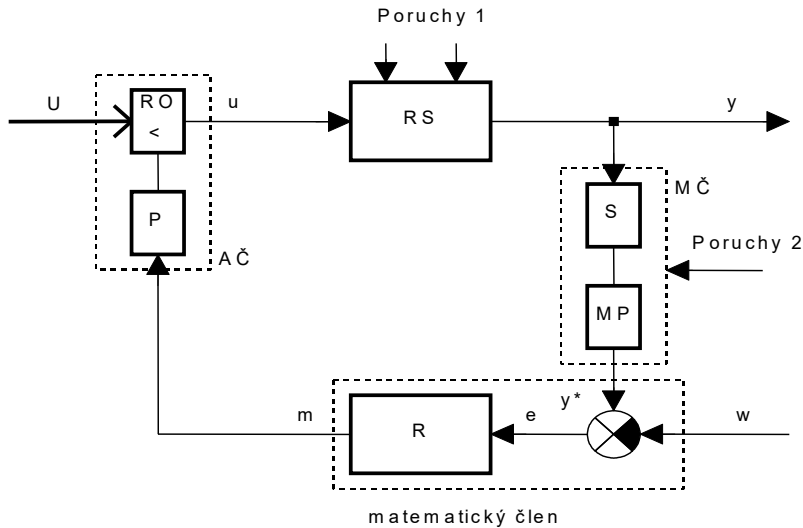 Poruchy 1
U
RO
<
u
RS
y
MČ
P
S
AČ
Poruchy 2
MP
y*
m
R
e
w
matematický člen